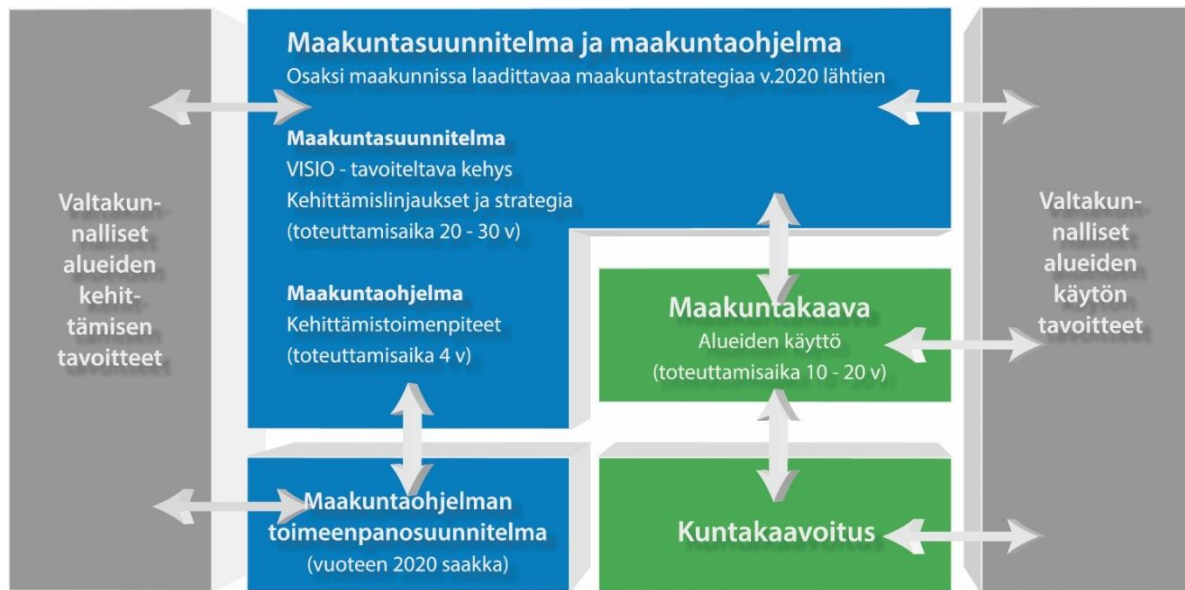 Maakuntasuunnitelma ja maakuntaohjelma
Osaksi maakunnissa laadittavaa maakuntastrategiaa v.2020 lähtien
Maakuntasuunnitelma
VISIO - tavoiteltava kehys
Kehittämislinjaukset ja strategia
(toteuttamisaika 20 - 30 v)
Maakuntaohjelma
Kehittämistoimenpiteet
(toteuttamisaika 4 v)
Valtakun-
nalliset
alueiden
kehit-
tämisen
tavoitteet
Maakuntakaava
Alueiden käyttö
(toteuttamisaika 10 - 20 v)
Valtakun-
nalliset
alueiden
käytön
tavoitteet
Maakuntaohjelman
toimeenpanosuunnitelma
(vuoteen 2020 saakka)
Kuntakaavoitus